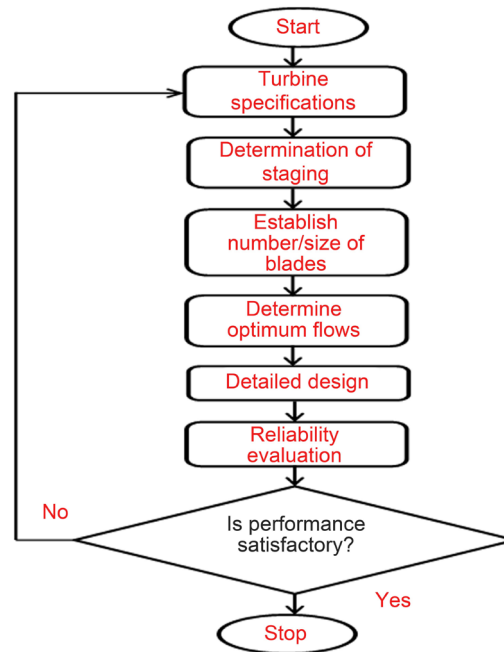 Start
Turbine
specifications
Determination of
staging
Establish
number/size of
blades
Determine
optimum flows
Detailed design
Reliability
evaluation
Is performance
satisfactory?
No
Yes
Stop